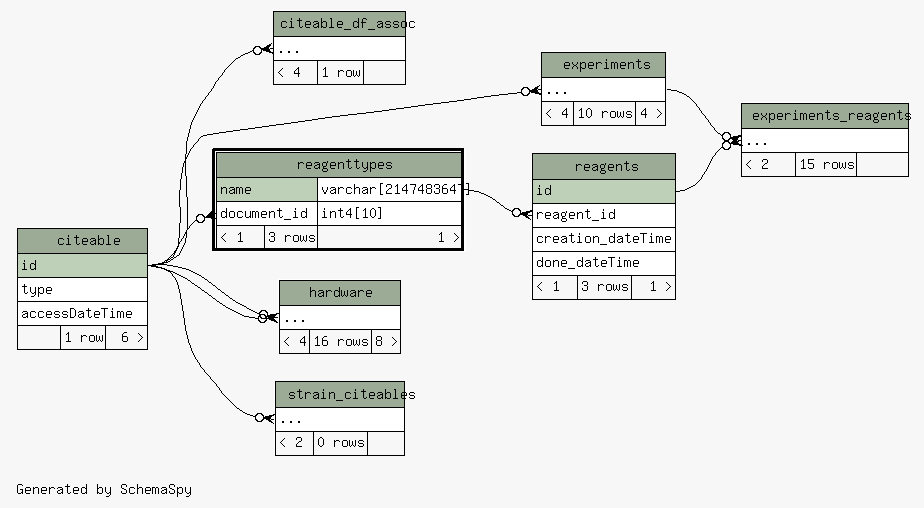 citeable_df_assoc
...
< 4 1 row
experiments
...
< 4 10 rows 4 >
experiments_reagents
...
< 2 15 rows
reagenttypes
name varchar[2147483647]
document_id int4[10]
< 1 3 rows 1 >
reagents
id
reagent_id
creation_dateTime
done_dateTime
< 1 3 rows 1 >
citeable
id
type
accessDateTime
1 row 6 >
hardware
...
< 4 16 rows 8 >
strain_citeables
...
< 2 0 rows
Generated by SchemaSpy